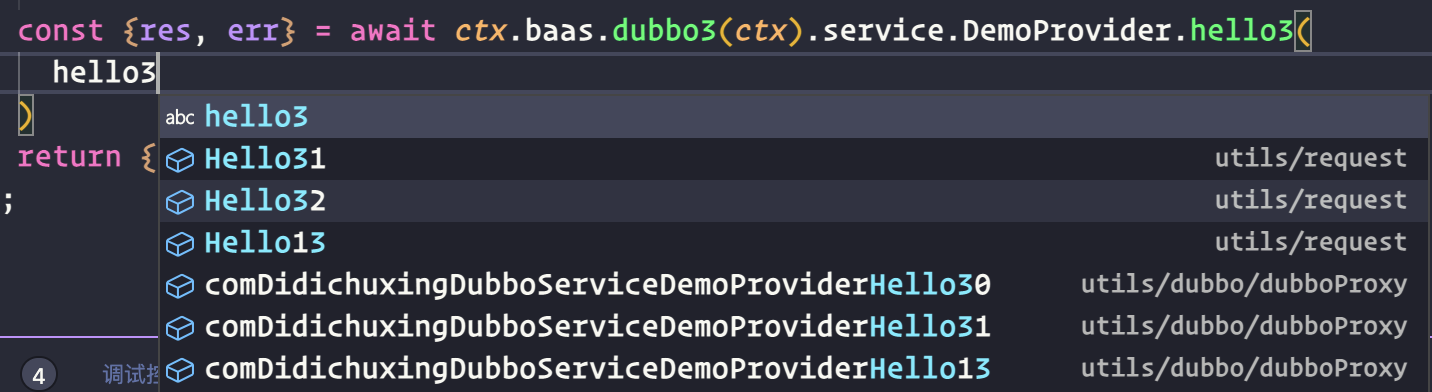 const {res, err} = await ctx.baas.dubbo3(ctx).service.DemoProvider.hello3(
hello3
)
abc hello3
Hello31 utils/request
return {
Hello32 utils/request
;
Hello13 utils/request
comDidichuxingDubboServiceDemoProviderHello30 utils/dubbo/dubboProxy
comDidichuxingDubboServiceDemoProviderHello31 utils/dubbo/dubboProxy
comDidichuxingDubboServiceDemoProviderHello13 utils/dubbo/dubboProxy
4 调试